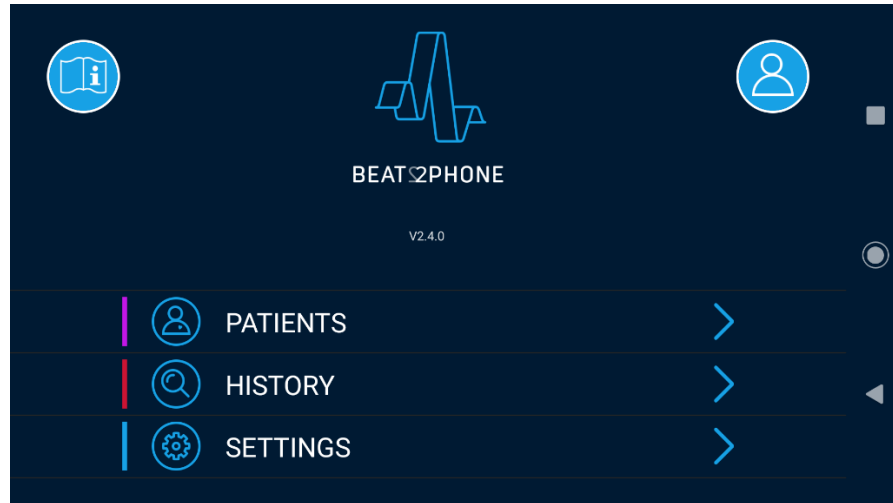 BEAT2PHONE
V2.4.0
PATIENTS
HISTORY
SETTINGS